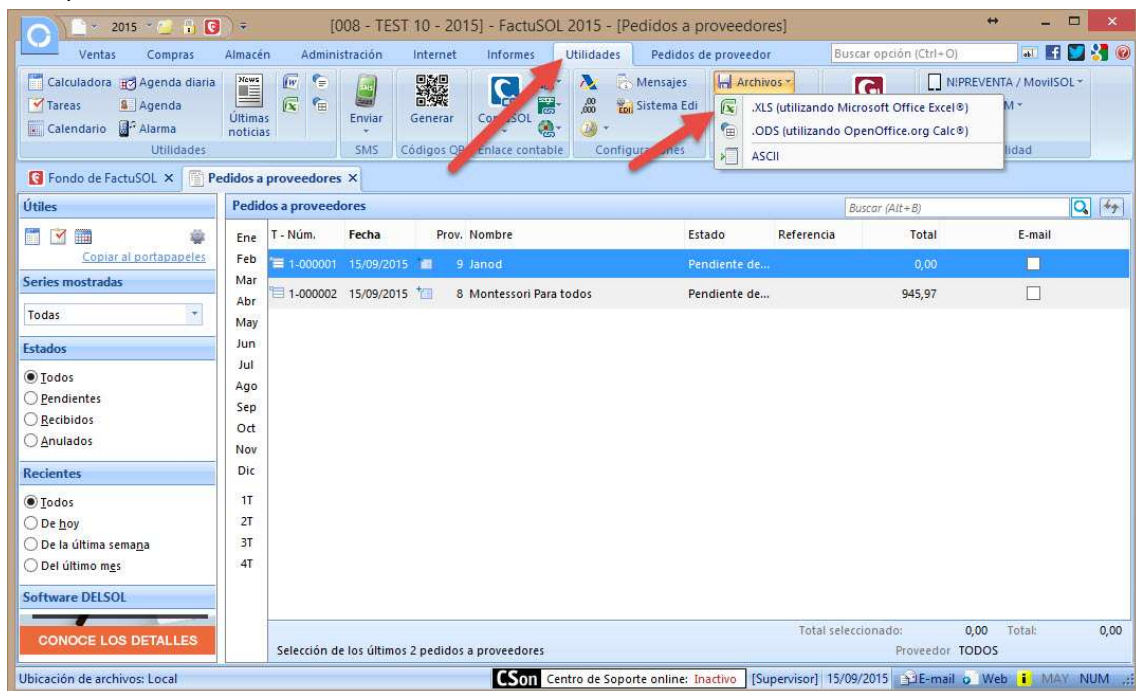 2015
[008 - TEST 10 - 2015] - FactuSOL 2015 - [Pedidos a proveedores]
Ventas Compras Almacén Administración Internet Informes Utilidades Pedidos de proveedor Buscar opción (Ctrl+O)
Calculadora Agenda diaria
Tareas Agenda
Calendario Alarma
Utilidades
News
Últimas noticias
Enviar
SMS
Generar
Códigos QR
Enlace contable
Mensajes
Sistema Edi
Archivos
N!PREVENTA / MovilSOL
.XLS (utilizando Microsoft Office Excel®)
.ODS (utilizando OpenOffice.org Calc®)
ASCII
Fondo de FactuSOL Pedidos a proveedores
Útiles
Copiar al portapapeles
Series mostradas
Todas
Estados
Todos
Pendientes
Recibidos
Anulados
Recientes
Todos
De hoy
De la última semana
Del último mes
Software DELSOL
CONOCE LOS DETALLES
Pedidos a proveedores Buscar (Alt+B)
Ene
Feb
Mar
Abr
May
Jun
Jul
Ago
Sep
Oct
Nov
Dic
1T
2T
3T
4T
T - Núm. Fecha Prov. Nombre Estado Referencia Total E-mail
1-000001 15/09/2015 9 Janod Pendiente de... 0,00
1-000002 15/09/2015 8 Montessori Para todos Pendiente de... 945,97
Total seleccionado: 0,00 Total: 0,00
Selección de los últimos 2 pedidos a proveedores Proveedor TODOS
Ubicación de archivos: Local CSon Centro de Soporte online: Inactivo [Supervisor] 15/09/2015 E-mail Web MAY NUM